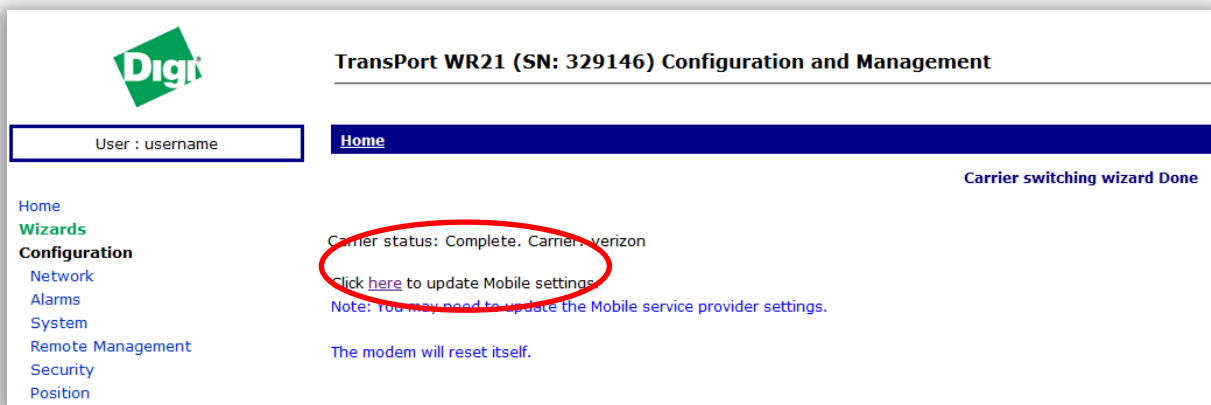 Digi
TransPort WR21 (SN: 329146) Configuration and Management
User : username
Home
Carrier switching wizard Done
Home
Wizards
Configuration
Network
Alarms
System
Remote Management
Security
Position
Carrier status: Complete. Carrier: verizon
Click here to update Mobile settings.
Note: You may need to update the Mobile service provider settings.
The modem will reset itself.